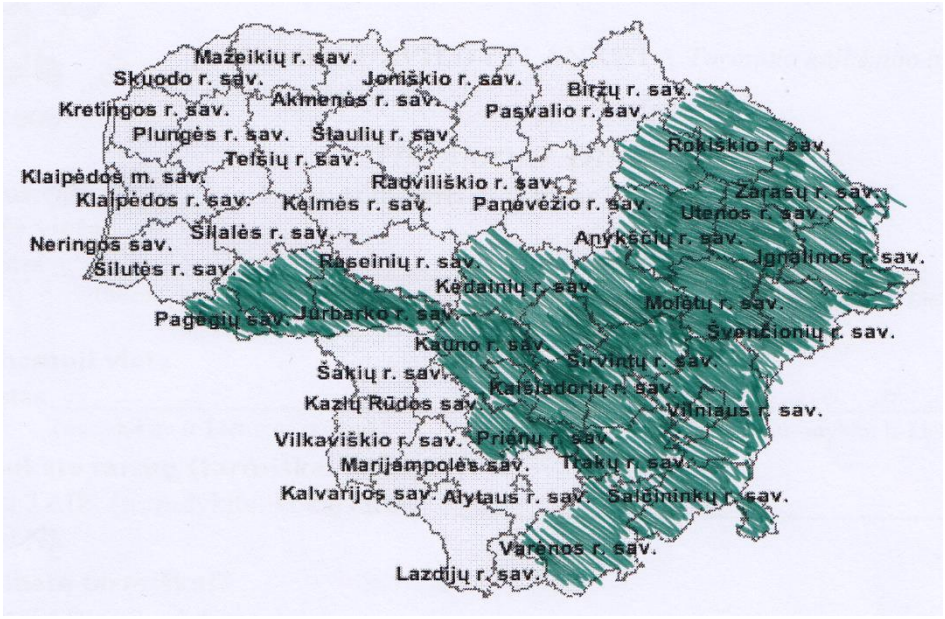 Mažeikių r. sav.
Skuodo r. sav.
Joniškio r. sav.
Biržų r. sav.
Kretingos r. sav.
Akmenės r. sav.
Pasvalio r. sav.
Plungės r. sav.
Šiaulių r. sav.
Rokiškio r. sav.
Telšių r. sav.
Klaipėdos m. sav.
Radviliškio r. sav.
Zarasų r. sav.
Klaipėdos r. sav.
Kelmės r. sav.
Panevėžio r. sav.
Utenos r. sav.
Neringos sav.
Šilalės r. sav.
Anykščių r. sav.
Ignalinos r. sav.
Šilutės r. sav.
Raseinių r. sav.
Kėdainių r. sav.
Molėtų r. sav.
Pagėgių sav.
Jurbarko r. sav.
Švenčionių r. sav.
Kauno r. sav.
Širvintų r. sav.
Šakių r. sav.
Kaišiadorių r. sav.
Kazlų Rūdos sav.
Vilniaus r. sav.
Vilkaviškio r. sav.
Prienų r. sav.
Marijampolės sav.
Trakų r. sav.
Kalvarijos sav.
Alytaus r. sav.
Šalčininkų r. sav.
Varėnos r. sav.
Lazdijų r. sav.